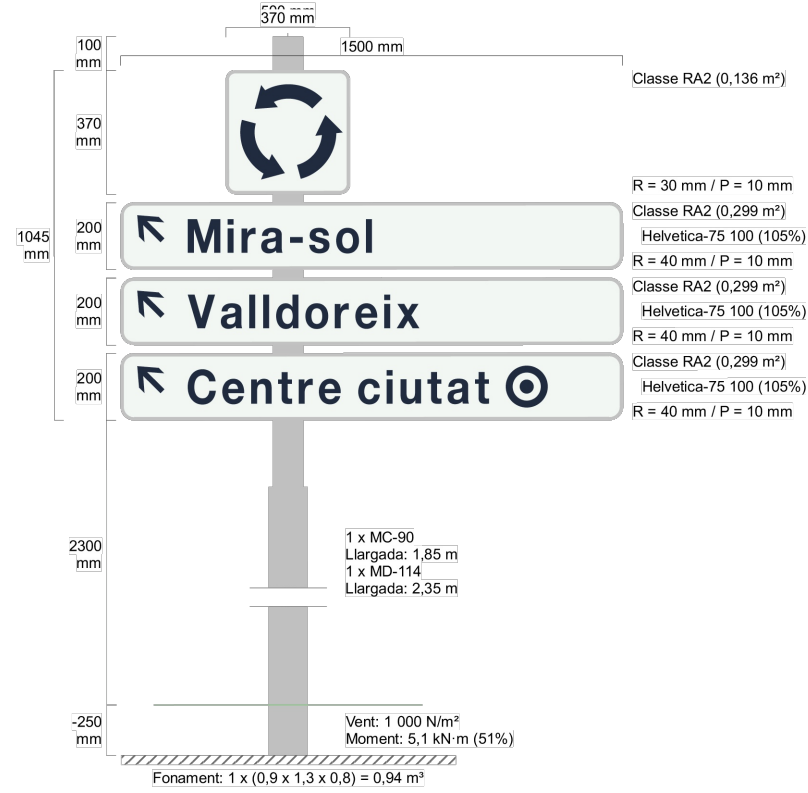 370 mm
1500 mm
100
mm
Classe RA2 (0,136 m²)
370
mm
R = 30 mm / P = 10 mm
1045
mm
200
mm
Mira-sol
Classe RA2 (0,299 m²)
Helvetica-75 100 (105%)
R = 40 mm / P = 10 mm
200
mm
Valldoreix
Classe RA2 (0,299 m²)
Helvetica-75 100 (105%)
R = 40 mm / P = 10 mm
200
mm
Centre ciutat
Classe RA2 (0,299 m²)
Helvetica-75 100 (105%)
R = 40 mm / P = 10 mm
2300
mm
1 x MC-90
Llargada: 1,85 m
1 x MD-114
Llargada: 2,35 m
-250
mm
Vent: 1 000 N/m²
Moment: 5,1 kN·m (51%)
Fonament: 1 x (0,9 x 1,3 x 0,8) = 0,94 m³